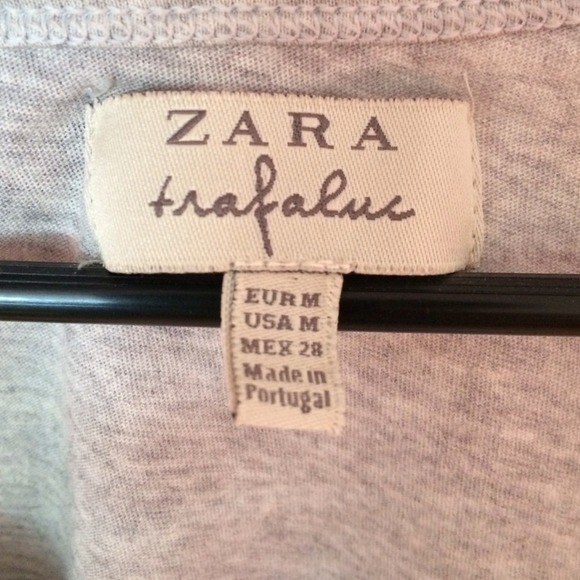 ZARA
trafaluc
EUR M
USA M
MEX 28
Made in
Portugal